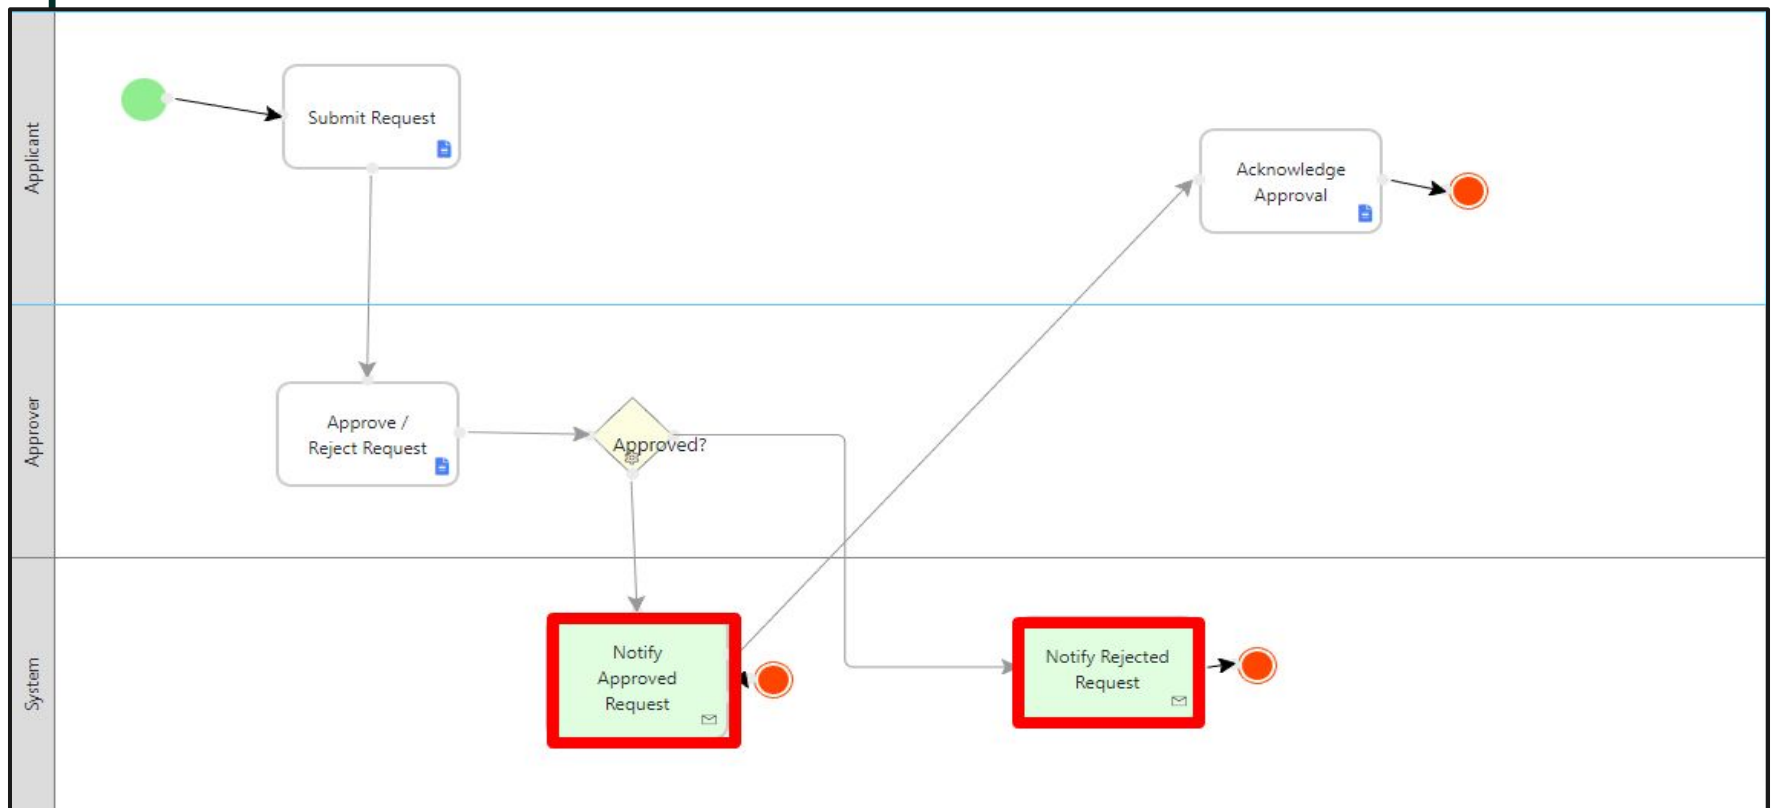 Applicant
Submit Request
Acknowledge
Approval
Approver
Approve /
Reject Request
Approved?
System
Notify
Approved
Request
Notify Rejected
Request